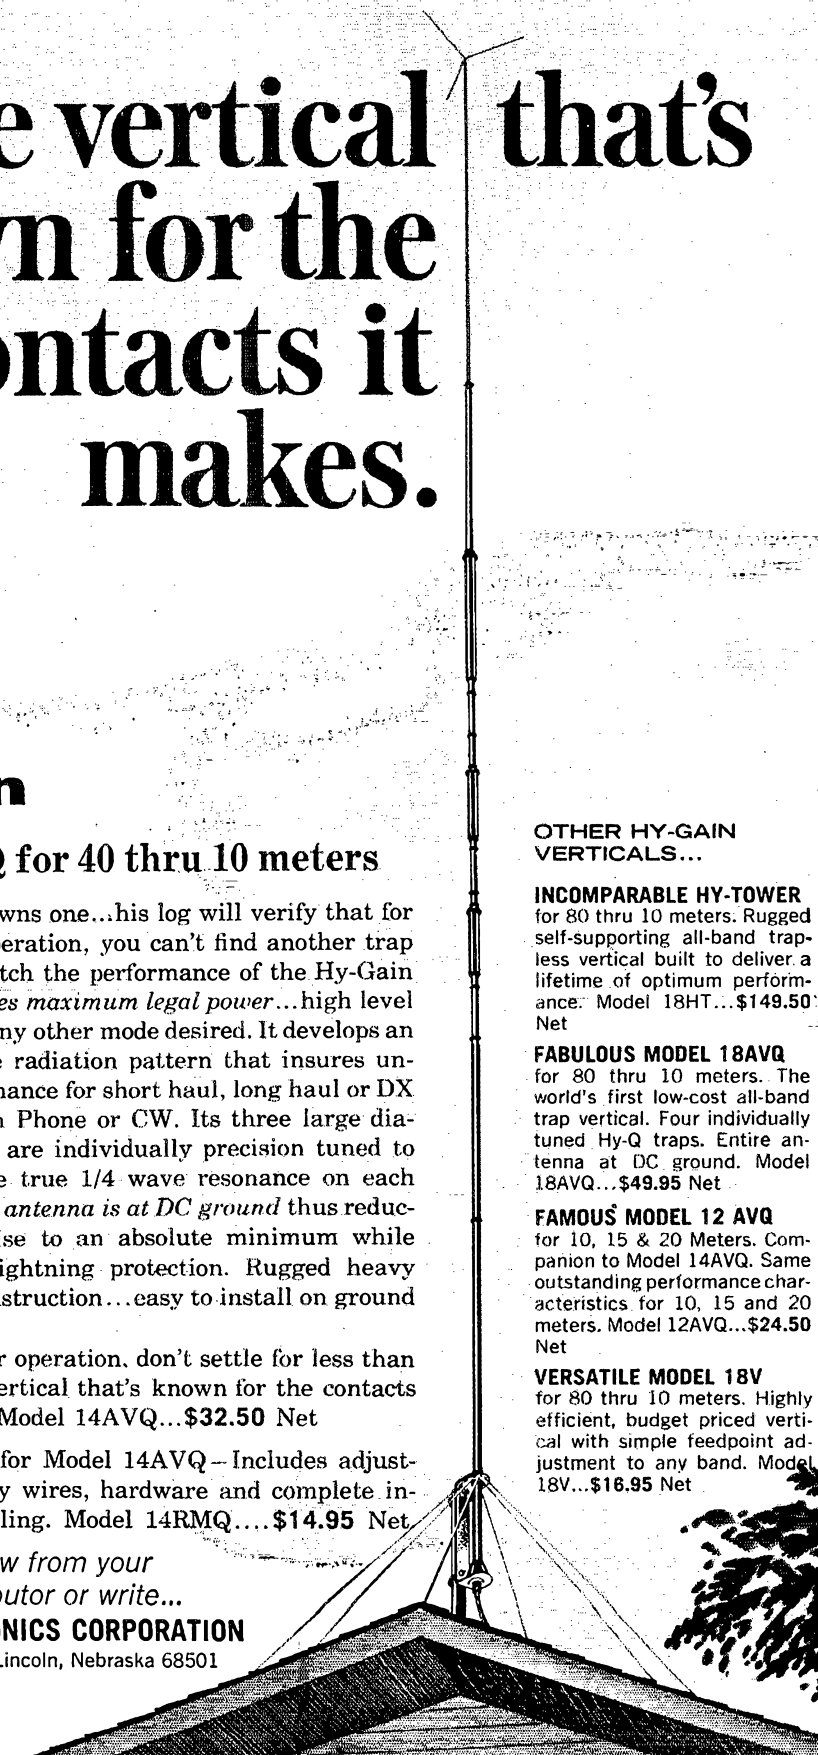 e vertical that's
n for the
ontacts it
makes.
n
Q for 40 thru 10 meters
wns one...his log will verify that for
eration, you can't find another trap
tch the performance of the Hy-Gain
es maximum legal power...high level
ny other mode desired. It develops an
e radiation pattern that insures un-
nance for short haul, long haul or DX
n Phone or CW. Its three large dia-
are individually precision tuned to
e true 1/4 wave resonance on each
antenna is at DC ground thus reduc-
ise to an absolute minimum while
ightning protection. Rugged heavy
struction...easy to install on ground
r operation, don't settle for less than
ertical that's known for the contacts
Model 14AVQ...$32.50 Net
for Model 14AVQ—Includes adjust-
y wires, hardware and complete in-
ling. Model 14RMQ....$14.95 Net
w from your
outor or write...
NICS CORPORATION
Lincoln, Nebraska 68501
OTHER HY-GAIN
VERTICALS...
INCOMPARABLE HY-TOWER
for 80 thru 10 meters. Rugged
self-supporting all-band trap-
less vertical built to deliver a
lifetime of optimum perform-
ance. Model 18HT...$149.50
Net
FABULOUS MODEL 18AVQ
for 80 thru 10 meters. The
world's first low-cost all-band
trap vertical. Four individually
tuned Hy-Q traps. Entire an-
tenna at DC ground. Model
18AVQ...$49.95 Net
FAMOUS MODEL 12 AVQ
for 10, 15 & 20 Meters. Com-
panion to Model 14AVQ. Same
outstanding performance char-
acteristics for 10, 15 and 20
meters. Model 12AVQ...$24.50
Net
VERSATILE MODEL 18V
for 80 thru 10 meters. Highly
efficient, budget priced verti-
cal with simple feedpoint ad-
justment to any band. Model
18V...$16.95 Net